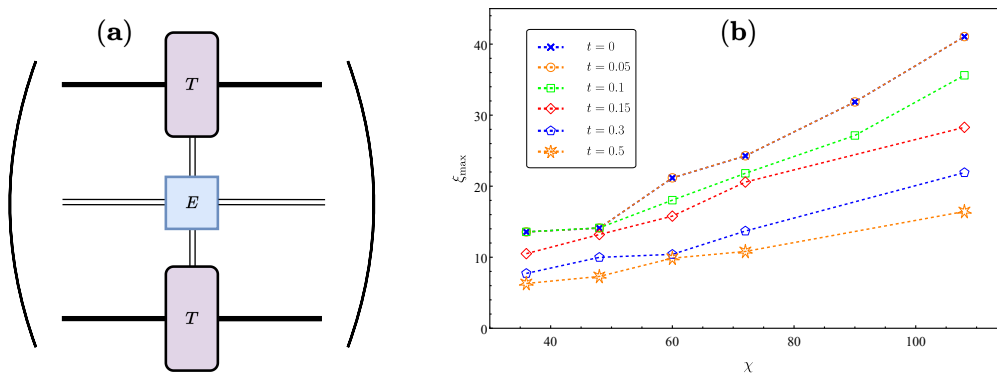 (a)
T
E
T
(b)
t = 0
t = 0.05
t = 0.1
t = 0.15
t = 0.3
t = 0.5
ξmax
40
30
20
10
0
40 60 80 100
χ